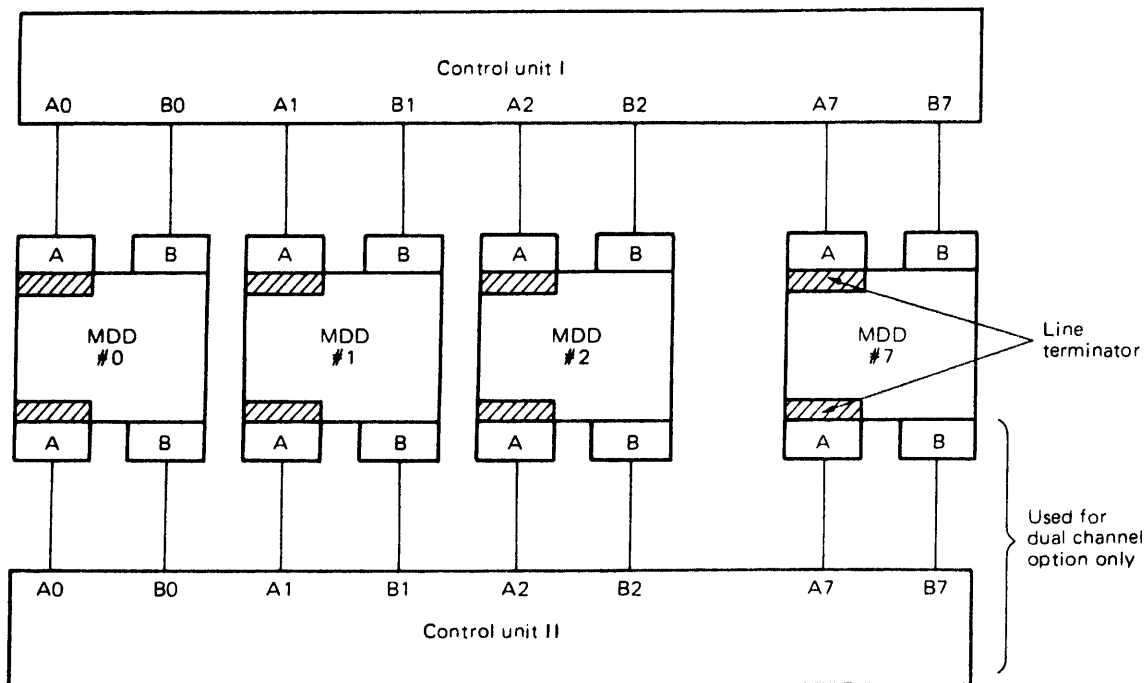 Control unit I
A0 B0 A1 B1 A2 B2 A7 B7
A B A B A B A B
MDD
#0
MDD
#1
MDD
#2
MDD
#7
Line
terminator
A B A B A B A B
Used for
dual channel
option only
A0 B0 A1 B1 A2 B2 A7 B7
Control unit II